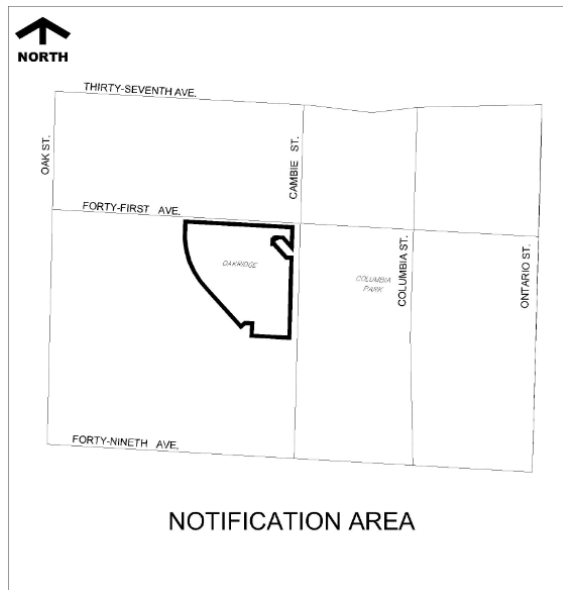 NORTH
THIRTY-SEVENTH AVE.
OAK ST.
CAMBIE ST.
FORTY-FIRST AVE.
OAKRIDGE
COLUMBIA
PARK
COLUMBIA ST.
ONTARIO ST.
FORTY-NINETH AVE.
NOTIFICATION AREA